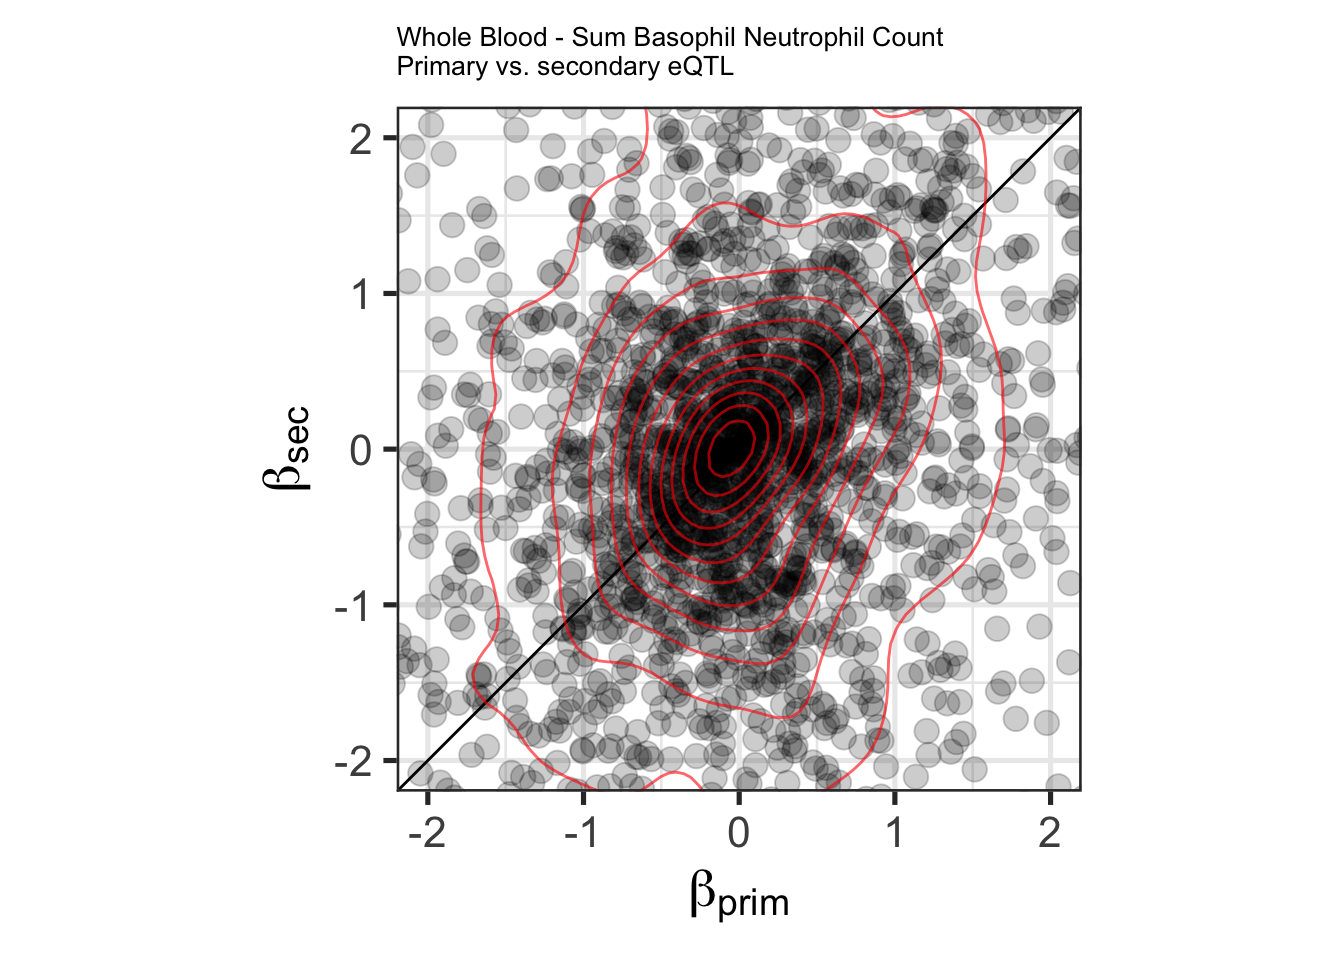 Whole Blood - Sum Basophil Neutrophil Count
Primary vs. secondary eQTL
2
1
0
-1
-2
βsec
-2 -1 0 1 2
βprim